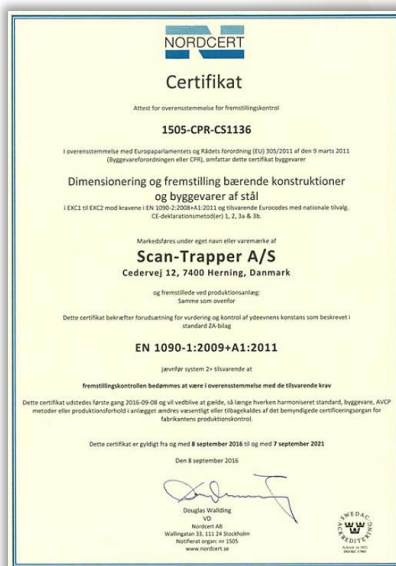 NORDCERT
Certifikat
Attest for overensstemmelse for fremstillingskontrol
1505-CPR-CS1136
I overensstemmelse med Europaparlamentets og Rådets forordning (EU) 305/2011 af den 9 marts 2011
(Byggevareforordningen eller CPR), omfattar dette certifikat byggevarer
Dimensionering og fremstilling bærende konstruktioner
og byggevarer af stål
i EXC1 til EXC2 mod kravene i EN 1090-2:2008+A1:2011 og tilsvarende Eurocodes med nationale tilvalg.
CE-deklarationsmetod(er) 1, 2, 3a & 3b.
Markedsføres under eget navn eller varemærke af
Scan-Trapper A/S
Cedervej 12, 7400 Herning, Danmark
og fremstillede ved produktionsanlæg:
Samme som ovenfor
Dette certifikat bekræfter forudsætning for vurdering og kontrol af ydeevnens konstans som beskrevet i
standard ZA-bilag
EN 1090-1:2009+A1:2011
jævnfør system 2+ tilsvarende at
fremstillingskontrollen bedømmes at være i overensstemmelse med de tilsvarende krav
Dette certifikat udstedes første gang 2016-09-08 og vil vedblive at gælde, så længe hverken harmoniseret standard, byggevare, AVCP
metoder eller produktionsforhold i anlægget ændres væsentligt eller tilbagekaldes af det bemyndigede certificeringsorgan for
fabrikantens produktionskontrol.
Dette certifikat er gyldigt fra og med 8 september 2016 til og med 7 september 2021
Den 8 september 2016
Douglas Wallding
VD
Nordcert AB
Wallingatan 33, 111 24 Stockholm
Notifierat organ: nr 1505
www.nordcert.se
SWEDAC
ACKREDITERING